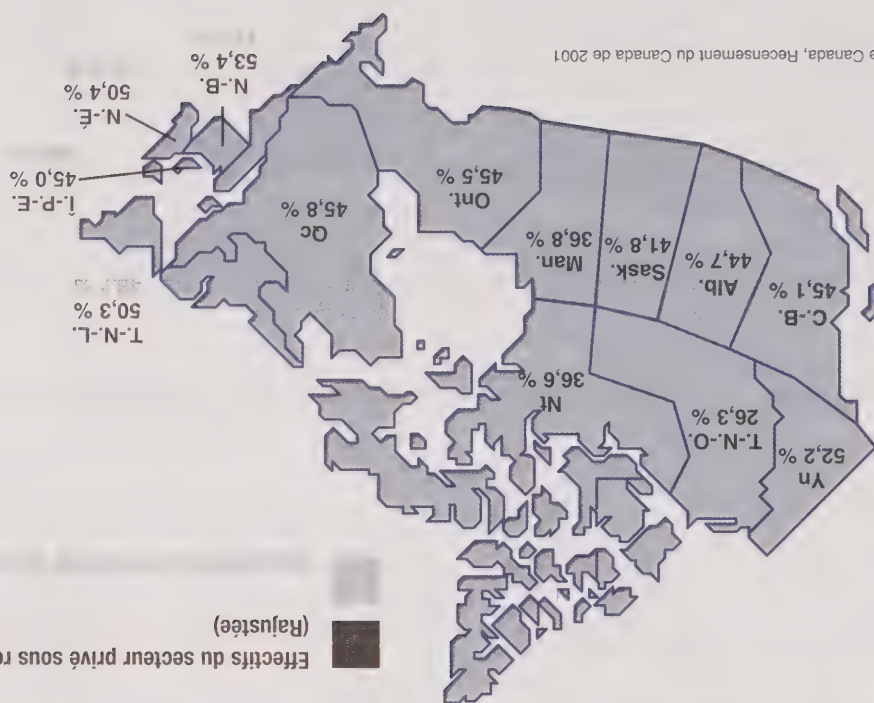 Effectifs du secteur privé sous
(Rajustée)
Yn
52,2 %
T.-N.-O.
26,3 %
Nt
36,6 %
T.-N.-L.
50,3 %
C.-B.
45,1 %
Alb.
44,7 %
Sask.
41,8 %
Man.
36,8 %
Ont.
45,5 %
Qc
45,8 %
Î.-P.-E.
45,0 %
N.-É.
50,4 %
N.-B.
53,4 %
Canada, Recensement du Canada de 2001